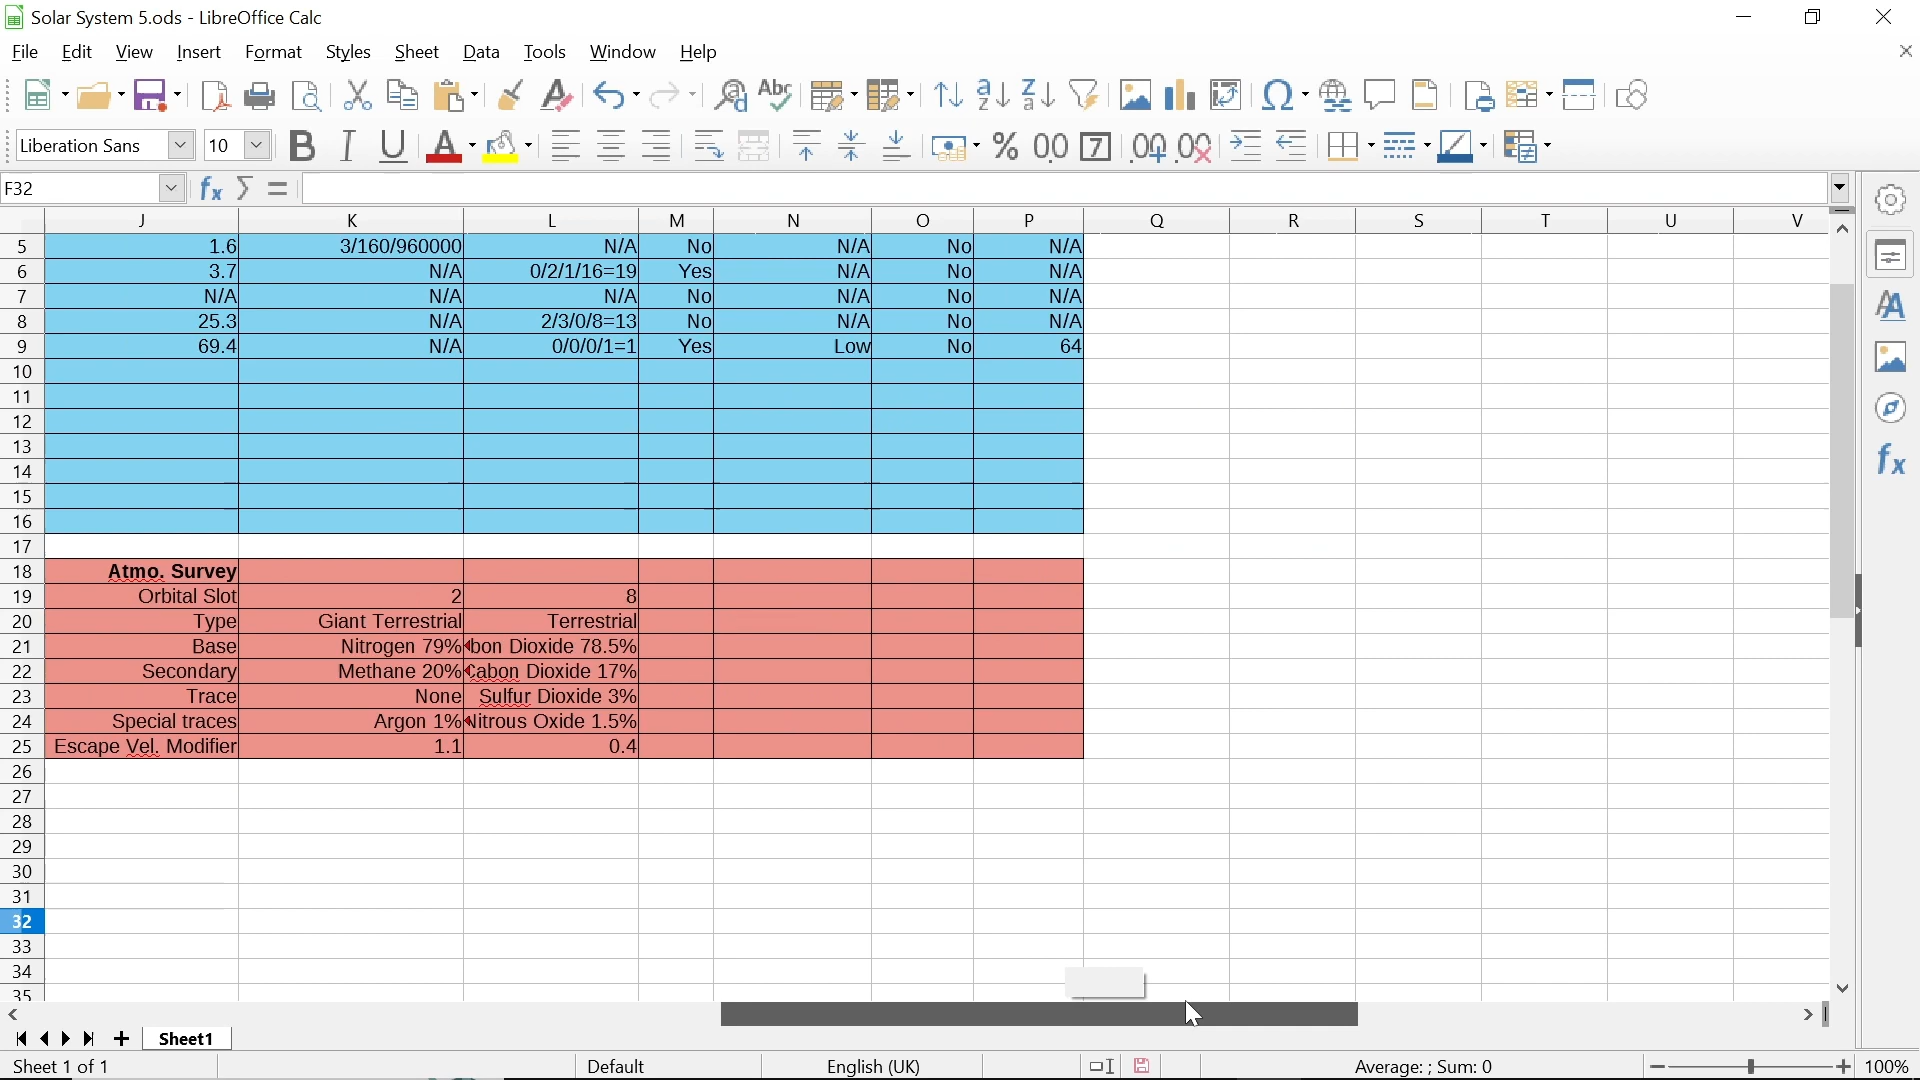 Solar System 5.ods - LibreOffice Calc
File Edit View Insert Format Styles Sheet Data Tools Window Help
Liberation Sans 10
F32
J K L M N O P Q R S T U V
5 1.6 3/160/960000 N/A No N/A No N/A
6 3.7 N/A 0/2/1/16=19 Yes N/A No N/A
7 N/A N/A N/A No N/A No N/A
8 25.3 N/A 2/3/0/8=13 No N/A No N/A
9 69.4 N/A 0/0/0/1=1 Yes Low No 64
10
11
12
13
14
15
16
17
18 Atmo. Survey
19 Orbital Slot 2 8
20 Type Giant Terrestrial Terrestrial
21 Base Nitrogen 79% bon Dioxide 78.5%
22 Secondary Methane 20% Cabon Dioxide 17%
23 Trace None Sulfur Dioxide 3%
24 Special traces Argon 1% Nitrous Oxide 1.5%
25 Escape Vel. Modifier 1.1 0.4
26
27
28
29
30
31
32
33
34
35
Sheet1
Sheet 1 of 1 Default English (UK) Average: ; Sum: 0 100%